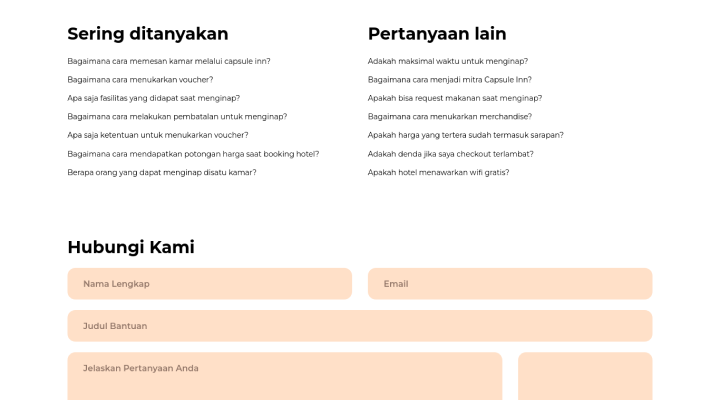 Sering ditanyakan
Bagaimana cara memesan kamar melalui capsule inn?
Bagaimana cara menukarkan voucher?
Apa saja fasilitas yang didapat saat menginap?
Bagaimana cara melakukan pembatalan untuk menginap?
Apa saja ketentuan untuk menukarkan voucher?
Bagaimana cara mendapatkan potongan harga saat booking hotel?
Berapa orang yang dapat menginap disatu kamar?
Pertanyaan lain
Adakah maksimal waktu untuk menginap?
Bagaimana cara menjadi mitra Capsule Inn?
Apakah bisa request makanan saat menginap?
Bagaimana cara menukarkan merchandise?
Apakah harga yang tertera sudah termasuk sarapan?
Adakah denda jika saya checkout terlambat?
Apakah hotel menawarkan wifi gratis?
Hubungi Kami
Nama Lengkap
Email
Judul Bantuan
Jelaskan Pertanyaan Anda